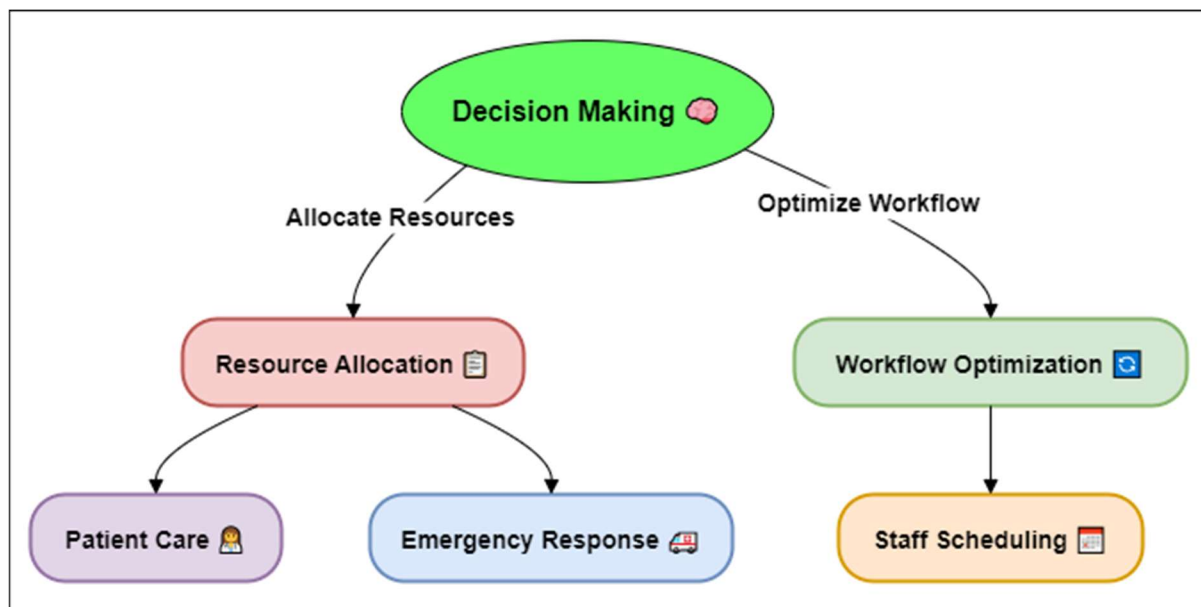 Decision Making 🧠
Allocate Resources
Optimize Workflow
Resource Allocation 📋
Workflow Optimization 🔄
Patient Care 👩‍⚕️
Emergency Response 🚑
Staff Scheduling 📅